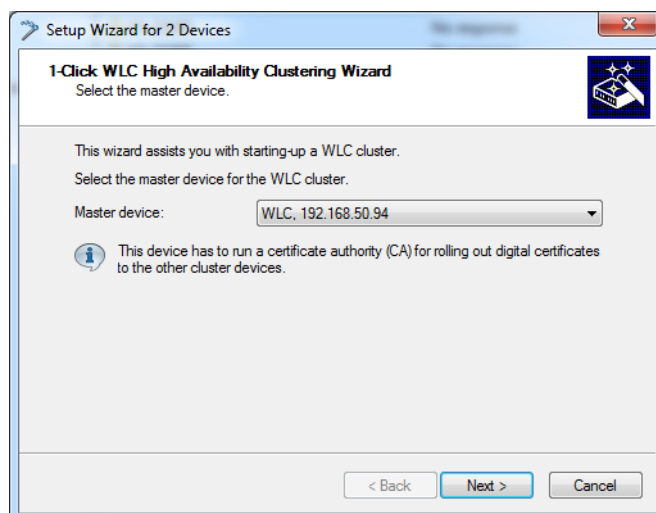 Setup Wizard for 2 Devices
1-Click WLC High Availability Clustering Wizard
Select the master device.
This wizard assists you with starting-up a WLC cluster.
Select the master device for the WLC cluster.
Master device: WLC, 192.168.50.94
This device has to run a certificate authority (CA) for rolling out digital certificates
to the other cluster devices.
< Back Next > Cancel